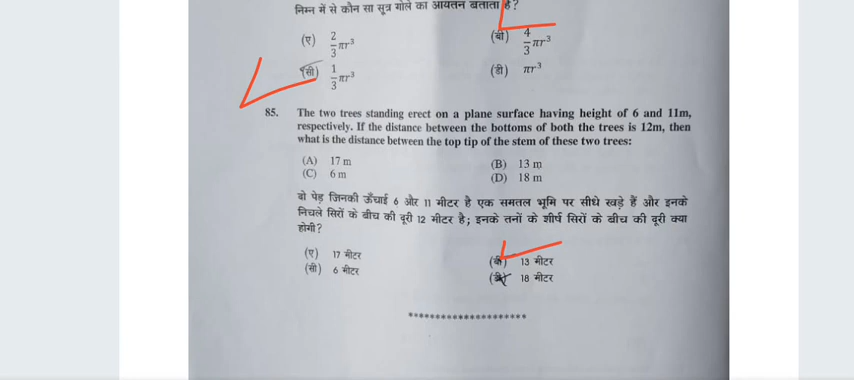 निम्न में से कौन सा सूत्र गोले का आयतन बताता है?
(ए) 2/3 πr³ (बी) 4/3 πr³
(सी) 1/3 πr³ (डी) πr³
85. The two trees standing erect on a plane surface having height of 6 and 11m,
respectively. If the distance between the bottoms of both the trees is 12m, then
what is the distance between the top tip of the stem of these two trees:
(A) 17 m (B) 13 m
(C) 6 m (D) 18 m
दो पेड़ जिनकी ऊँचाई 6 और 11 मीटर है एक समतल भूमि पर सीधे खड़े हैं और इनके
निचले सिरों के बीच की दूरी 12 मीटर है; इनके तनों के शीर्ष सिरों के बीच की दूरी क्या
होगी?
(ए) 17 मीटर (बी) 13 मीटर
(सी) 6 मीटर (डी) 18 मीटर
**********************